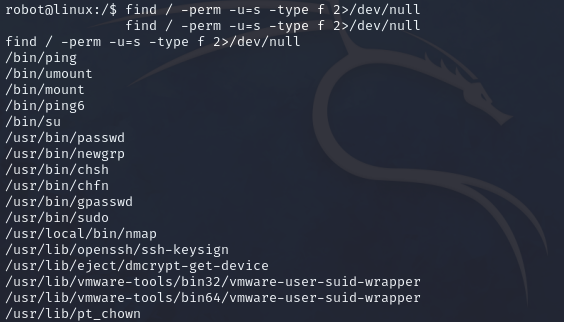 robot@linux:/$ find / -perm -u=s -type f 2>/dev/null
find / -perm -u=s -type f 2>/dev/null
find / -perm -u=s -type f 2>/dev/null
/bin/ping
/bin/umount
/bin/mount
/bin/ping6
/bin/su
/usr/bin/passwd
/usr/bin/newgrp
/usr/bin/chsh
/usr/bin/chfn
/usr/bin/gpasswd
/usr/bin/sudo
/usr/local/bin/nmap
/usr/lib/openssh/ssh-keysign
/usr/lib/eject/dmcrypt-get-device
/usr/lib/vmware-tools/bin32/vmware-user-suid-wrapper
/usr/lib/vmware-tools/bin64/vmware-user-suid-wrapper
/usr/lib/pt_chown